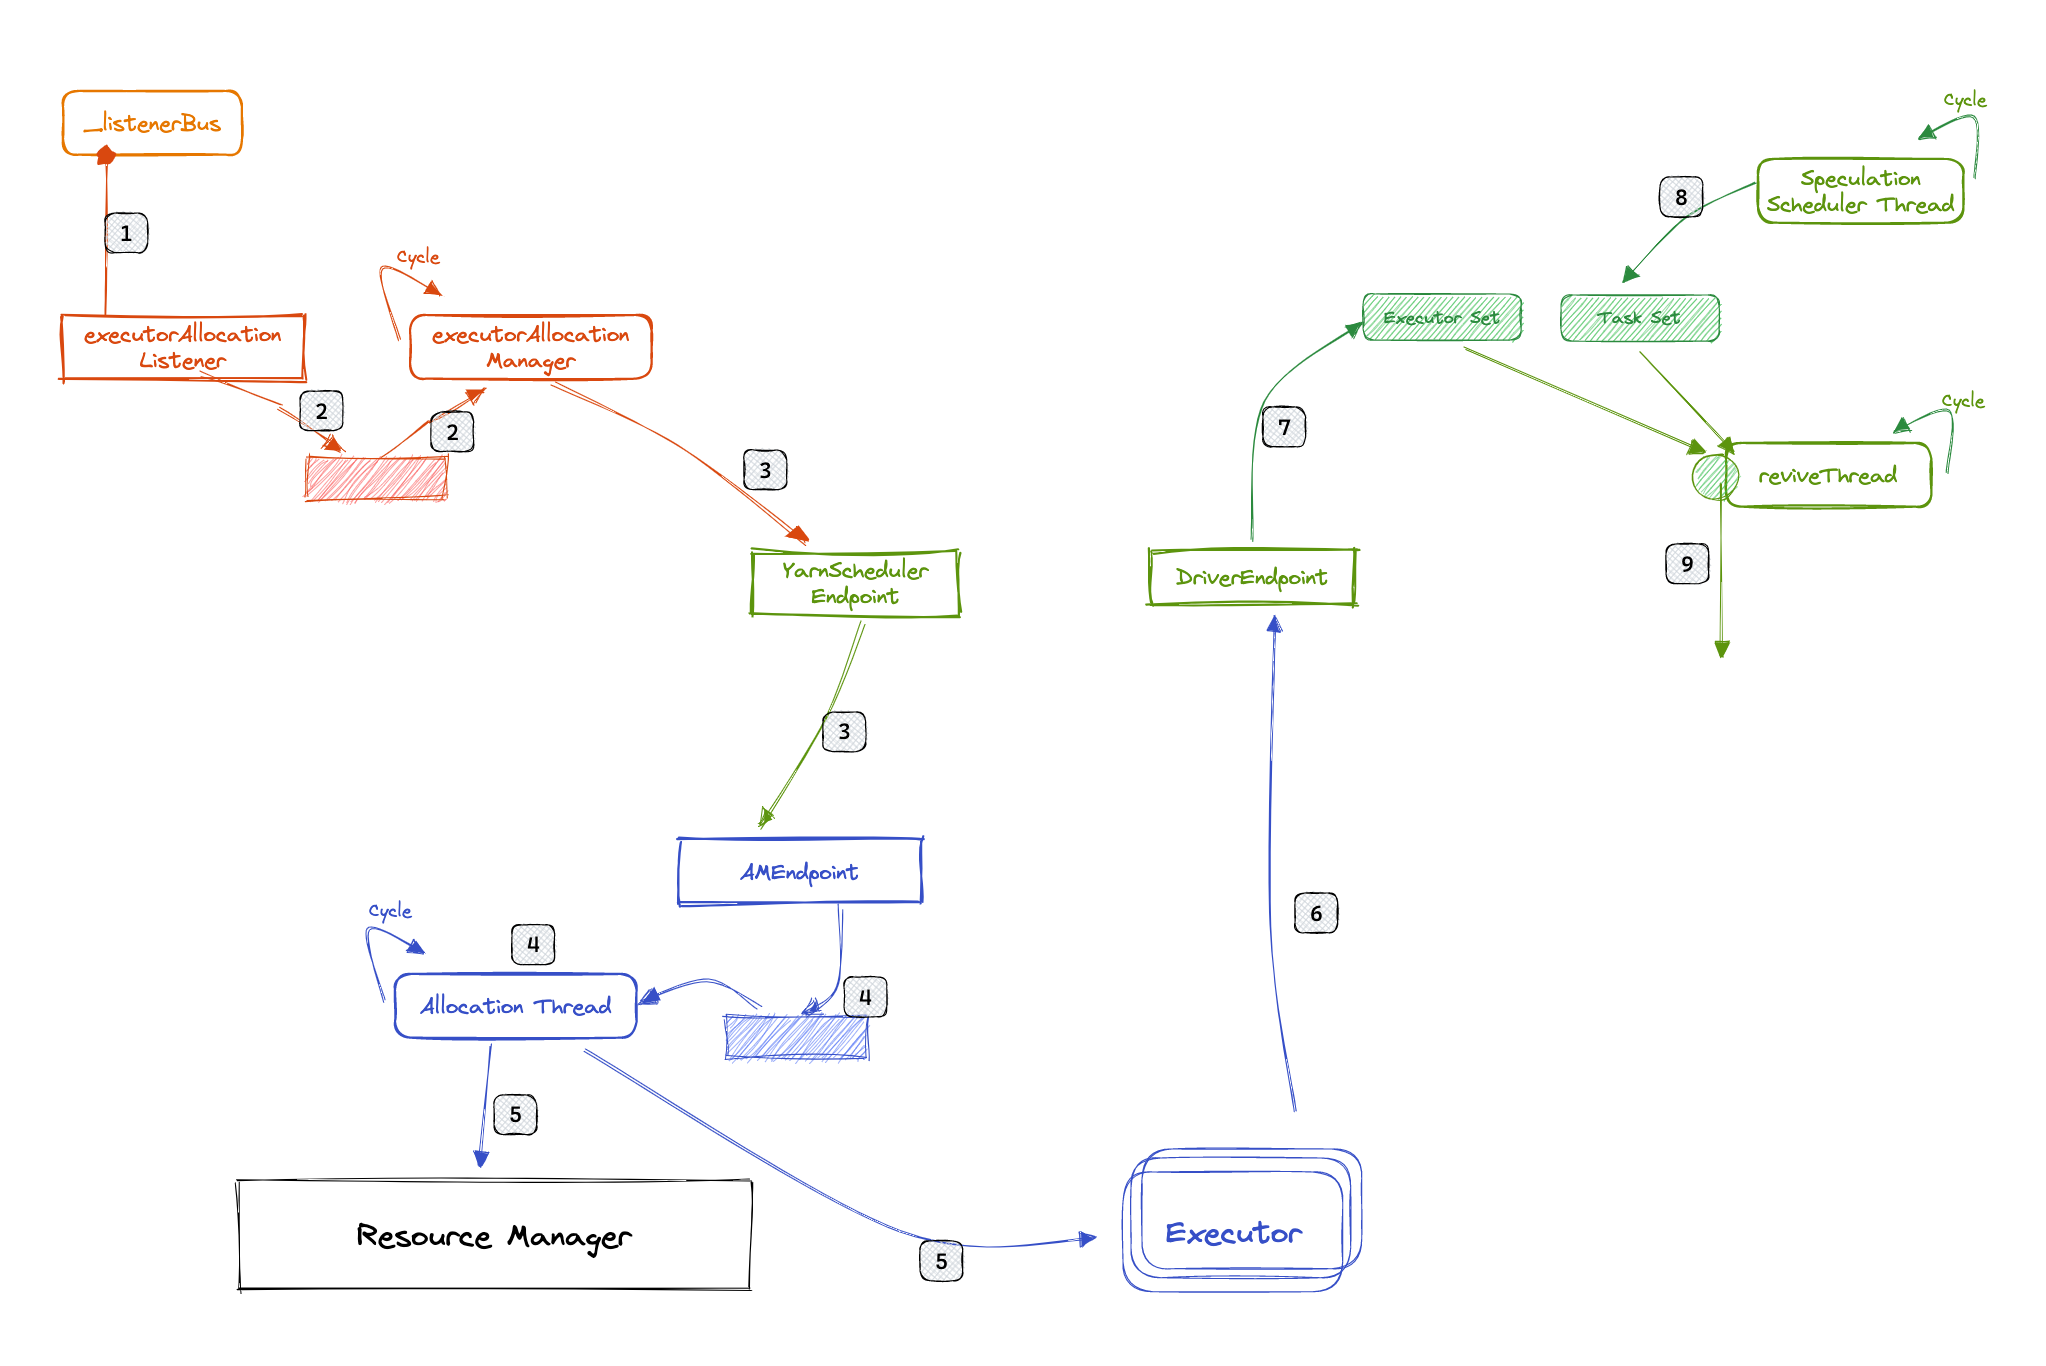 _listenerBus
1
executorAllocation
Listener
2
Cycle
executorAllocation
Manager
2
3
YarnScheduler
Endpoint
3
AMEndpoint
4
Cycle
4
Allocation Thread
5
Resource Manager
5
Executor
6
DriverEndpoint
7
Executor Set
Task Set
8
Cycle
Speculation
Scheduler Thread
Cycle
reviveThread
9